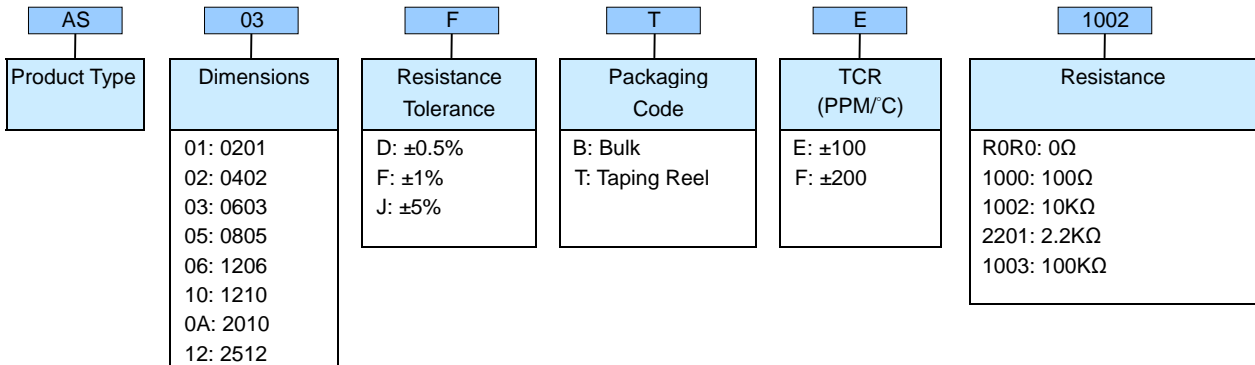 AS 03 F T E 1002
Product Type
Dimensions
01: 0201
02: 0402
03: 0603
05: 0805
06: 1206
10: 1210
0A: 2010
12: 2512
Resistance
Tolerance
D: ±0.5%
F: ±1%
J: ±5%
Packaging
Code
B: Bulk
T: Taping Reel
TCR
(PPM/°C)
E: ±100
F: ±200
Resistance
R0R0: 0Ω
1000: 100Ω
1002: 10KΩ
2201: 2.2KΩ
1003: 100KΩ